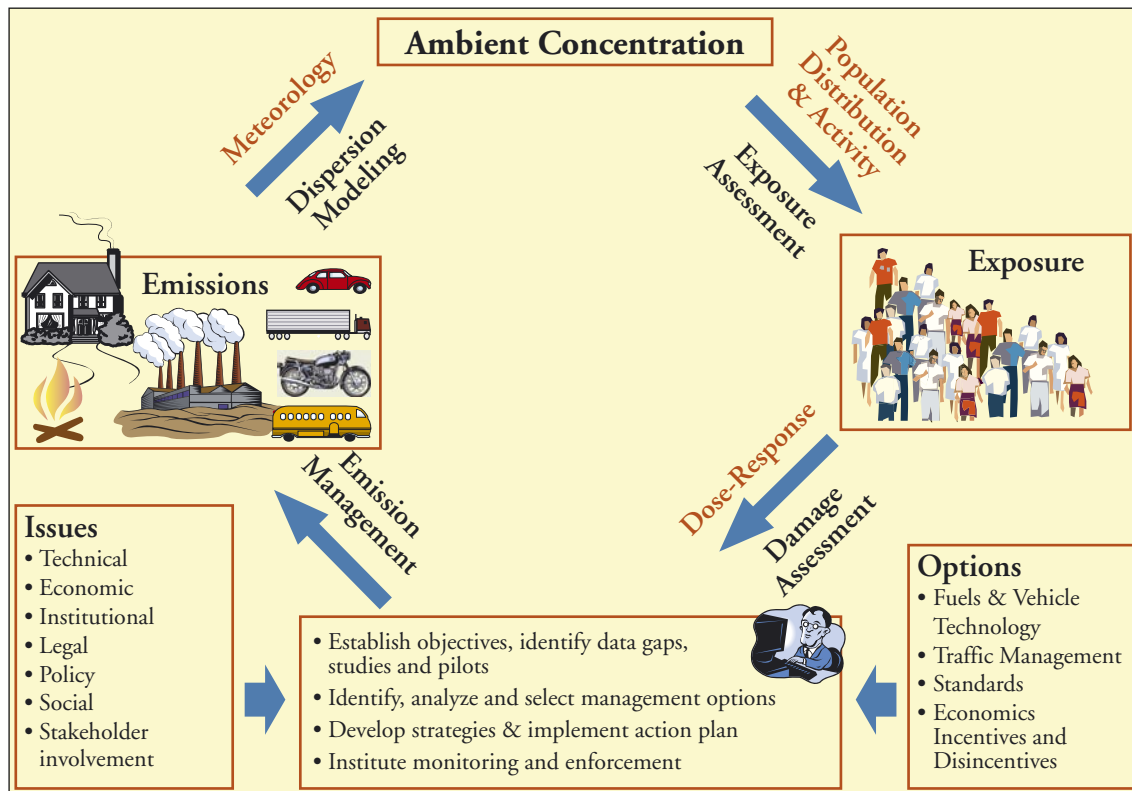 Ambient Concentration
Meteorology
Dispersion
Modeling
Population
Distribution
& Activity
Exposure
Assessment
Emissions
Exposure
Dose-Response
Damage
Assessment
Emission
Management
Issues
• Technical
• Economic
• Institutional
• Legal
• Policy
• Social
• Stakeholder
involvement
• Establish objectives, identify data gaps,
studies and pilots
• Identify, analyze and select management options
• Develop strategies & implement action plan
• Institute monitoring and enforcement
Options
• Fuels & Vehicle
Technology
• Traffic Management
• Standards
• Economics
Incentives and
Disincentives